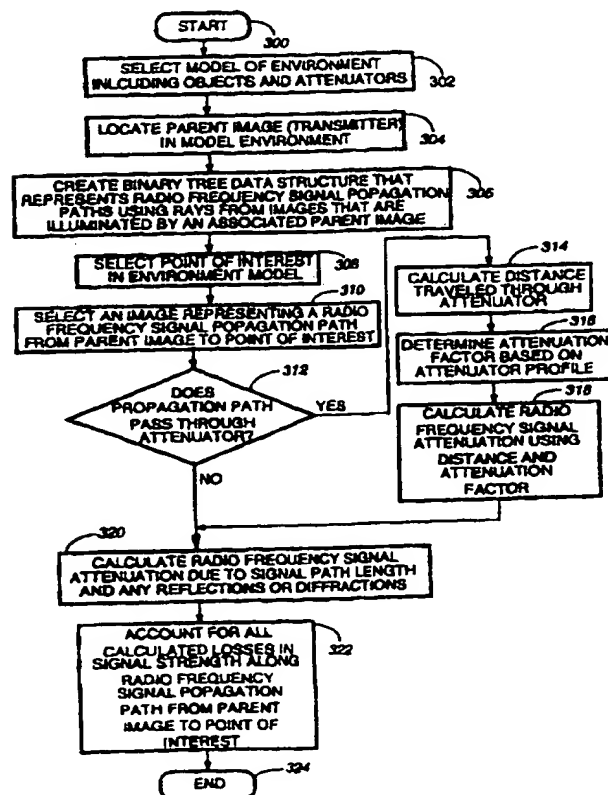 START
300
SELECT MODEL OF ENVIRONMENT
INLCUDING OBJECTS AND ATTENUATORS
302
LOCATE PARENT IMAGE (TRANSMITTER)
IN MODEL ENVIRONMENT
304
CREATE BINARY TREE DATA STRUCTURE THAT
REPRESENTS RADIO FREQUENCY SIGNAL POPAGATION
PATHS USING RAYS FROM IMAGES THAT ARE
ILLUMINATED BY AN ASSOCIATED PARENT IMAGE
306
SELECT POINT OF INTEREST
IN ENVIRONMENT MODEL
308
310
SELECT AN IMAGE REPRESENTING A RADIO
FREQUENCY SIGNAL POPAGATION PATH
FROM PARENT IMAGE TO POINT OF INTEREST
312
DOES
PROPAGATION PATH
PASS THROUGH
ATTENUATOR?
YES
NO
314
CALCULATE DISTANCE
TRAVELED THROUGH
ATTENUATOR
316
DETERMINE ATTENUATION
FACTOR BASED ON
ATTENUATOR PROFILE
318
CALCULATE RADIO
FREQUENCY SIGNAL
ATTENUATION USING
DISTANCE AND
ATTENUATION
FACTOR
320
CALCULATE RADIO FREQUENCY SIGNAL
ATTENUATION DUE TO SIGNAL PATH LENGTH
AND ANY REFLECTIONS OR DIFFRACTIONS
ACCOUNT FOR ALL
CALCULATED LOSSES IN
SIGNAL STRENGTH ALONG
RADIO FREQUENCY
SIGNAL POPAGATION
PATH FROM PARENT
IMAGE TO POINT OF
INTEREST
322
END
324